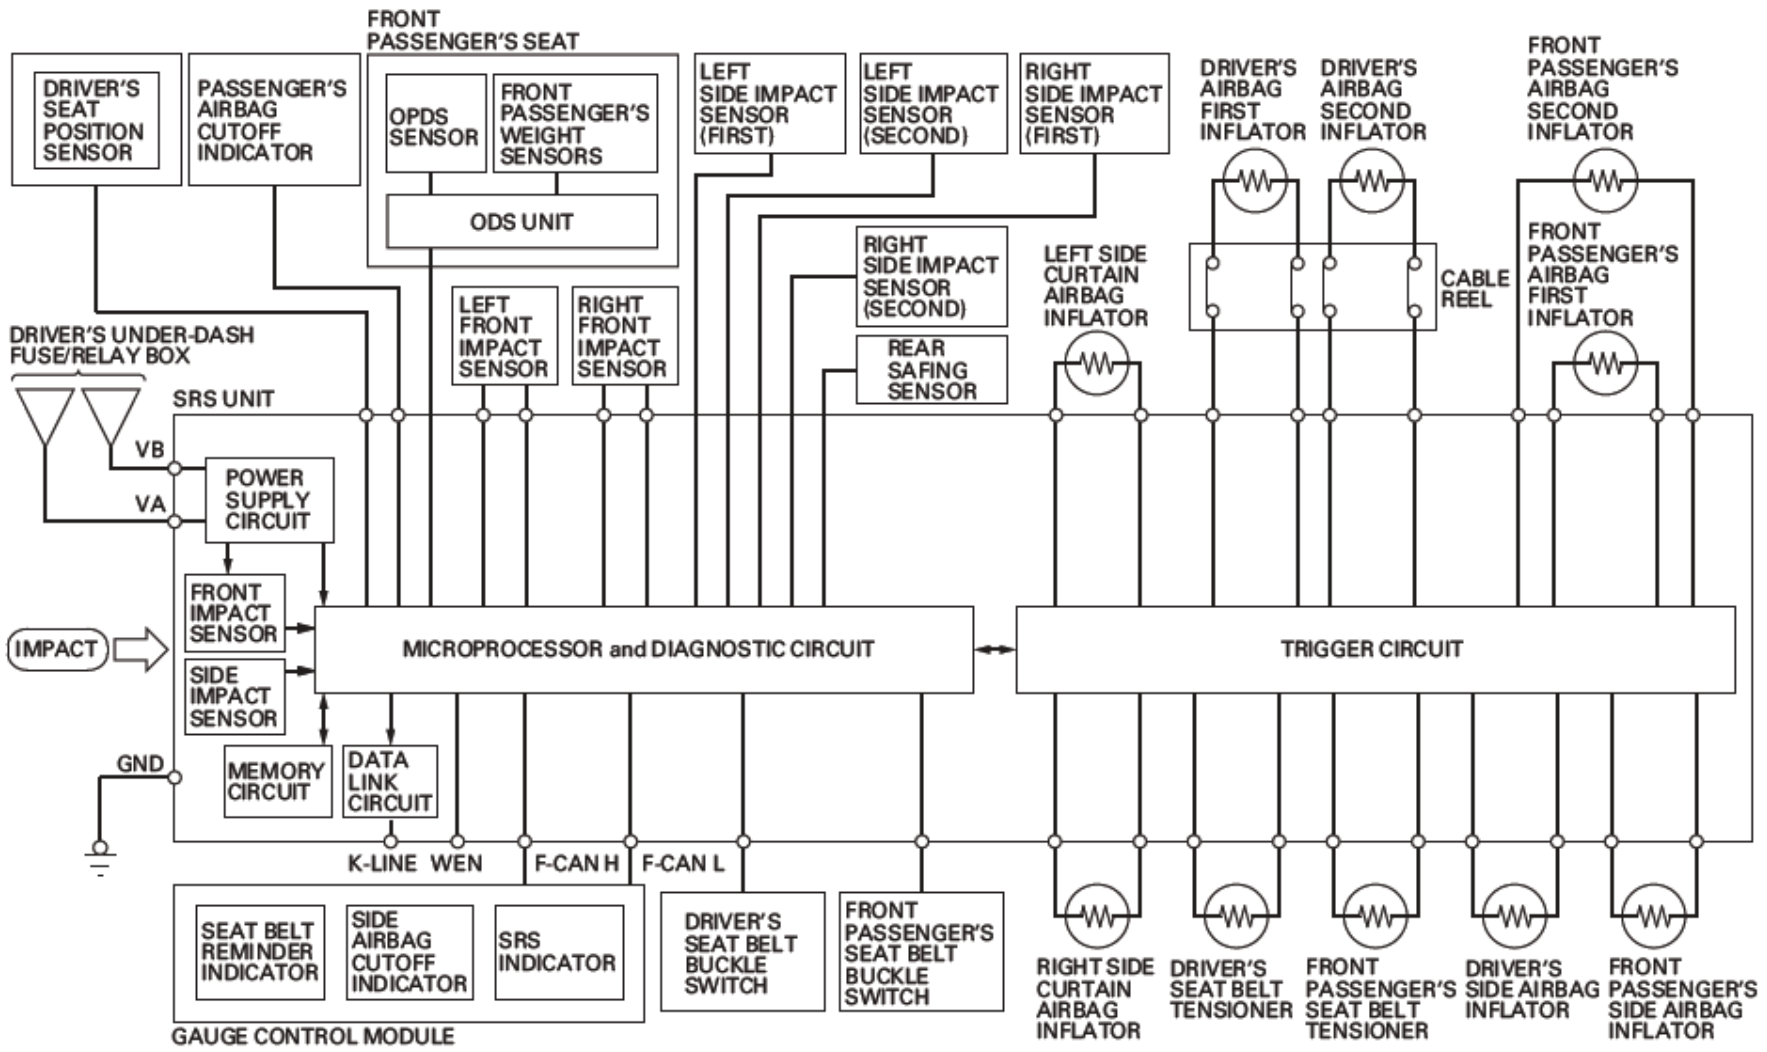 FRONT
PASSENGER'S SEAT
DRIVER'S
SEAT
POSITION
SENSOR
PASSENGER'S
AIRBAG
CUTOFF
INDICATOR
OPDS
SENSOR
FRONT
PASSENGER'S
WEIGHT
SENSORS
ODS UNIT
LEFT
SIDE IMPACT
SENSOR
(FIRST)
LEFT
SIDE IMPACT
SENSOR
(SECOND)
RIGHT
SIDE IMPACT
SENSOR
(FIRST)
DRIVER'S
AIRBAG
FIRST
INFLATOR
DRIVER'S
AIRBAG
SECOND
INFLATOR
FRONT
PASSENGER'S
AIRBAG
SECOND
INFLATOR
RIGHT
SIDE IMPACT
SENSOR
(SECOND)
LEFT SIDE
CURTAIN
AIRBAG
INFLATOR
CABLE
REEL
FRONT
PASSENGER'S
AIRBAG
FIRST
INFLATOR
LEFT
FRONT
IMPACT
SENSOR
RIGHT
FRONT
IMPACT
SENSOR
REAR
SAFING
SENSOR
DRIVER'S UNDER-DASH
FUSE/RELAY BOX
SRS UNIT
VB
VA
POWER
SUPPLY
CIRCUIT
FRONT
IMPACT
SENSOR
IMPACT
SIDE
IMPACT
SENSOR
MICROPROCESSOR and DIAGNOSTIC CIRCUIT
TRIGGER CIRCUIT
GND
MEMORY
CIRCUIT
DATA
LINK
CIRCUIT
K-LINE
WEN
F-CAN H
F-CAN L
SEAT BELT
REMINDER
INDICATOR
SIDE
AIRBAG
CUTOFF
INDICATOR
SRS
INDICATOR
GAUGE CONTROL MODULE
DRIVER'S
SEAT BELT
BUCKLE
SWITCH
FRONT
PASSENGER'S
SEAT BELT
BUCKLE
SWITCH
RIGHT SIDE
CURTAIN
AIRBAG
INFLATOR
DRIVER'S
SEAT BELT
TENSIONER
FRONT
PASSENGER'S
SEAT BELT
TENSIONER
DRIVER'S
SIDE AIRBAG
INFLATOR
FRONT
PASSENGER'S
SIDE AIRBAG
INFLATOR